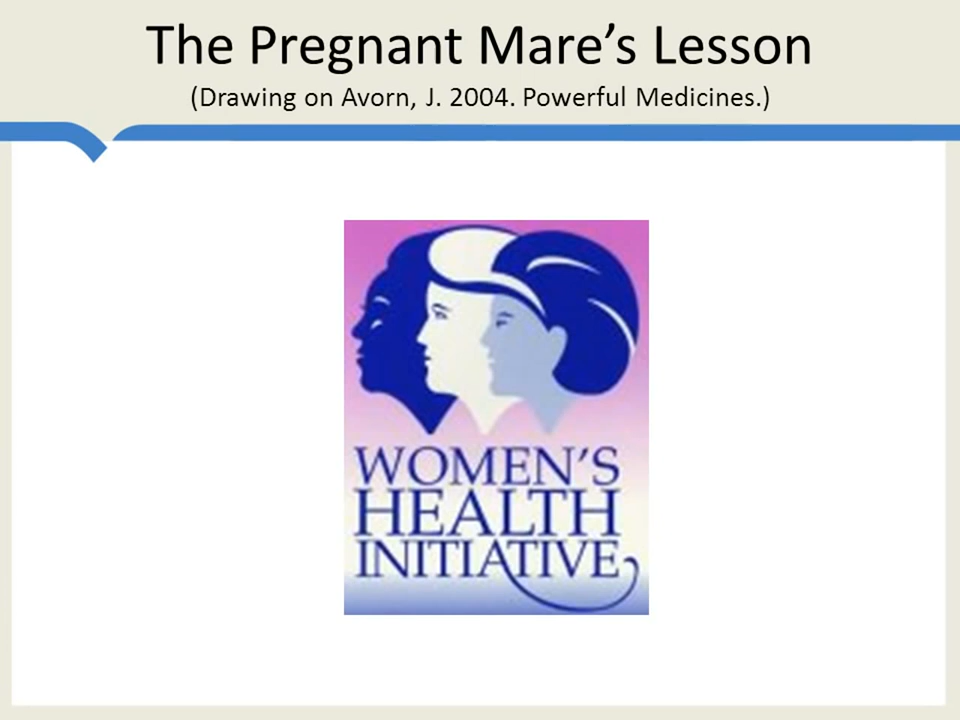 The Pregnant Mare’s Lesson
(Drawing on Avorn, J. 2004. Powerful Medicines.)
WOMEN’S
HEALTH
INITIATIVE